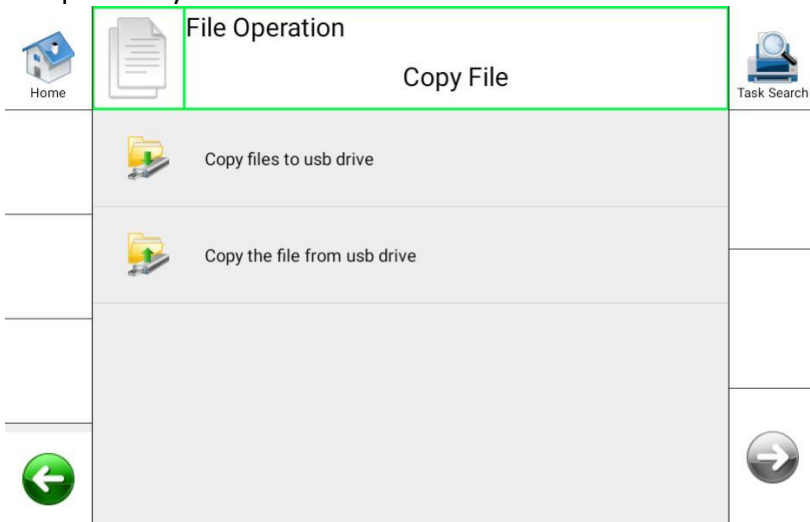 File Operation
Copy File
Home
Task Search
Copy files to usb drive
Copy the file from usb drive